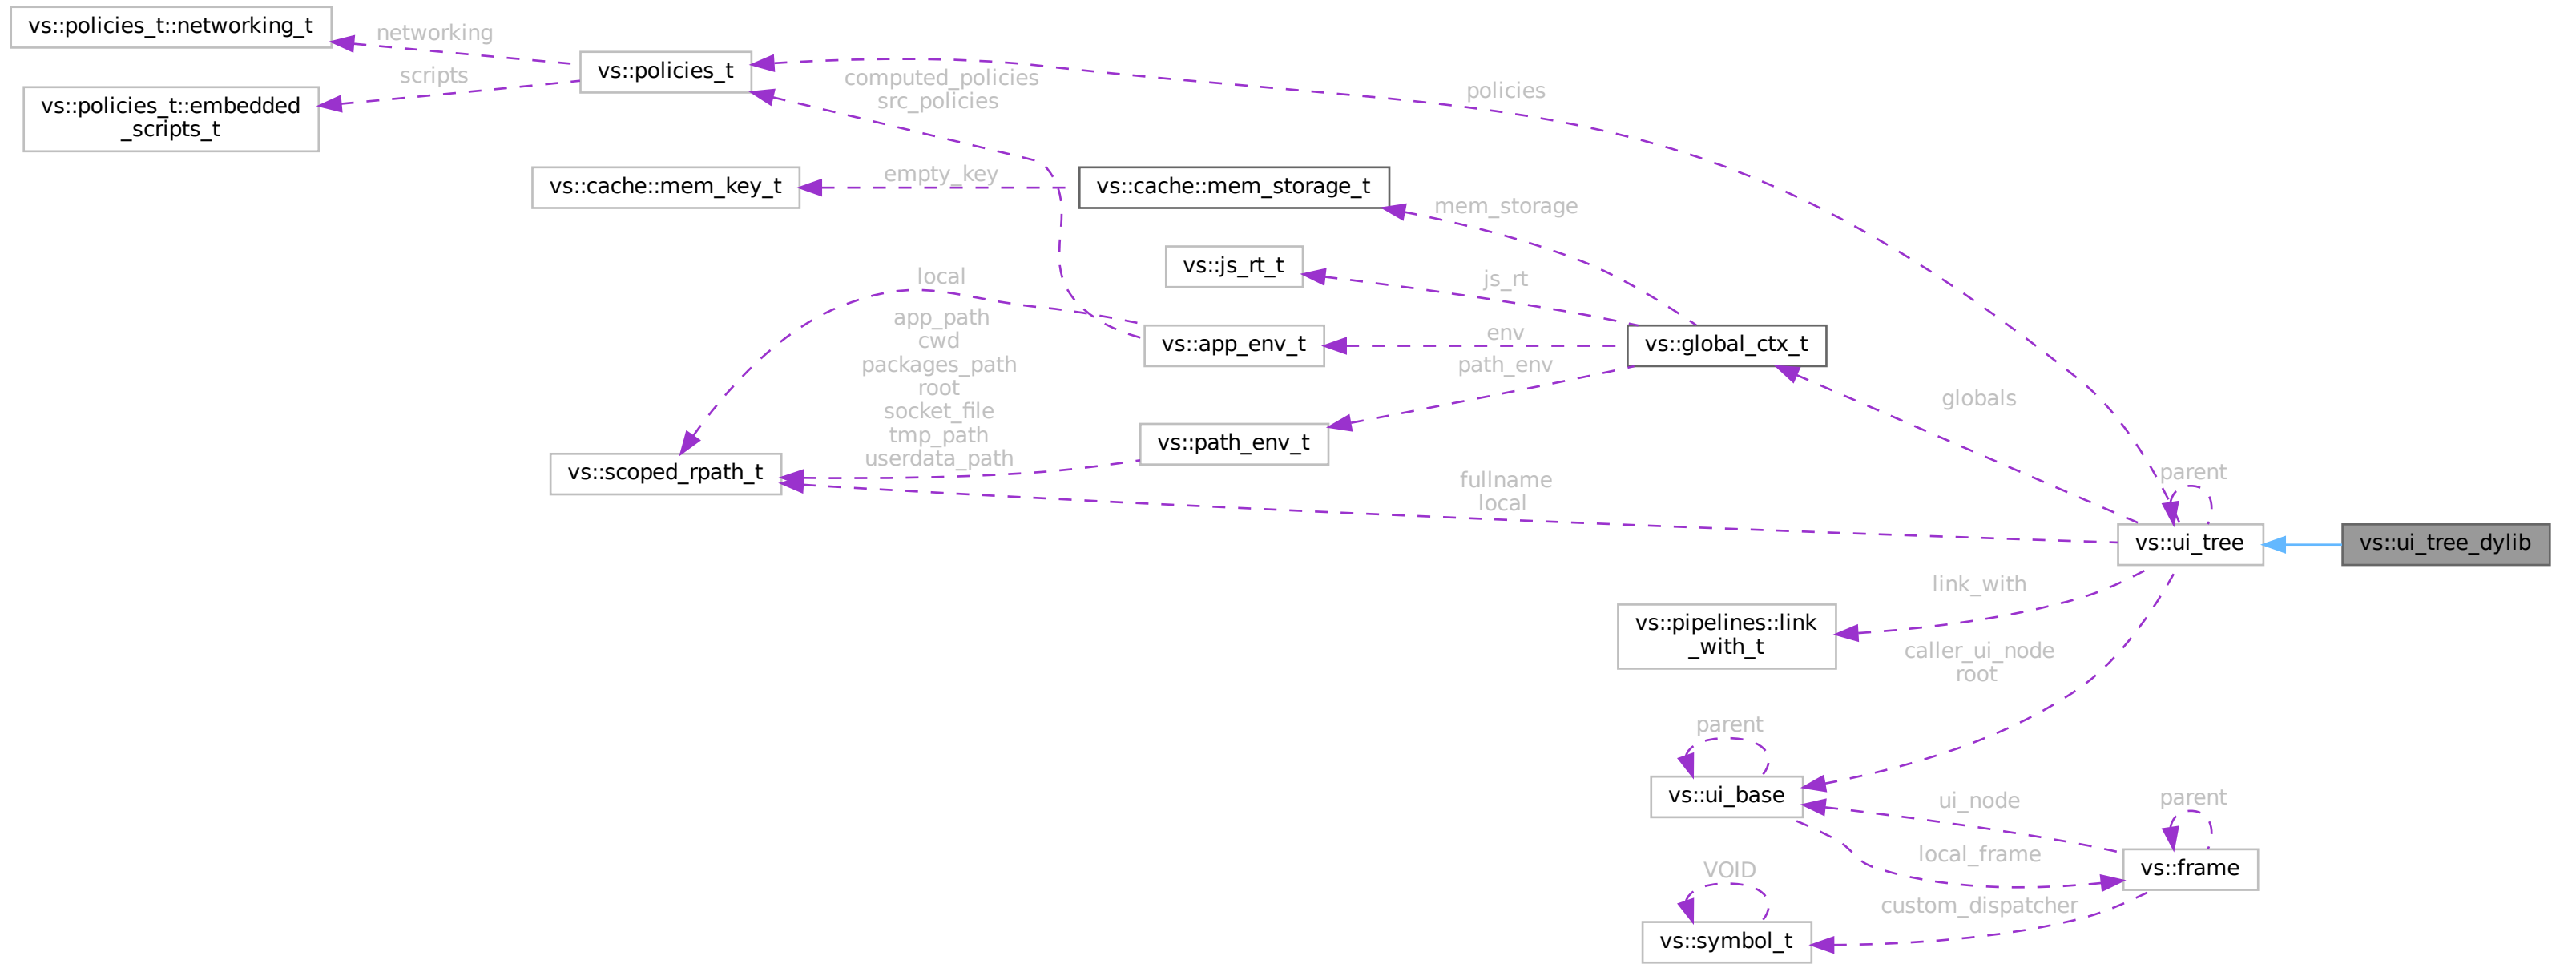 vs::policies_t::networking_t
networking
vs::policies_t
scripts
vs::policies_t::embedded
_scripts_t
computed_policies
src_policies
policies
vs::cache::mem_key_t
empty_key
vs::cache::mem_storage_t
mem_storage
vs::js_rt_t
js_rt
local
app_path
cwd
packages_path
root
socket_file
tmp_path
userdata_path
vs::app_env_t
env
vs::global_ctx_t
path_env
globals
vs::path_env_t
vs::scoped_rpath_t
fullname
local
parent
vs::ui_tree
vs::ui_tree_dylib
link_with
vs::pipelines::link
_with_t
caller_ui_node
root
parent
vs::ui_base
ui_node
parent
local_frame
vs::frame
VOID
custom_dispatcher
vs::symbol_t